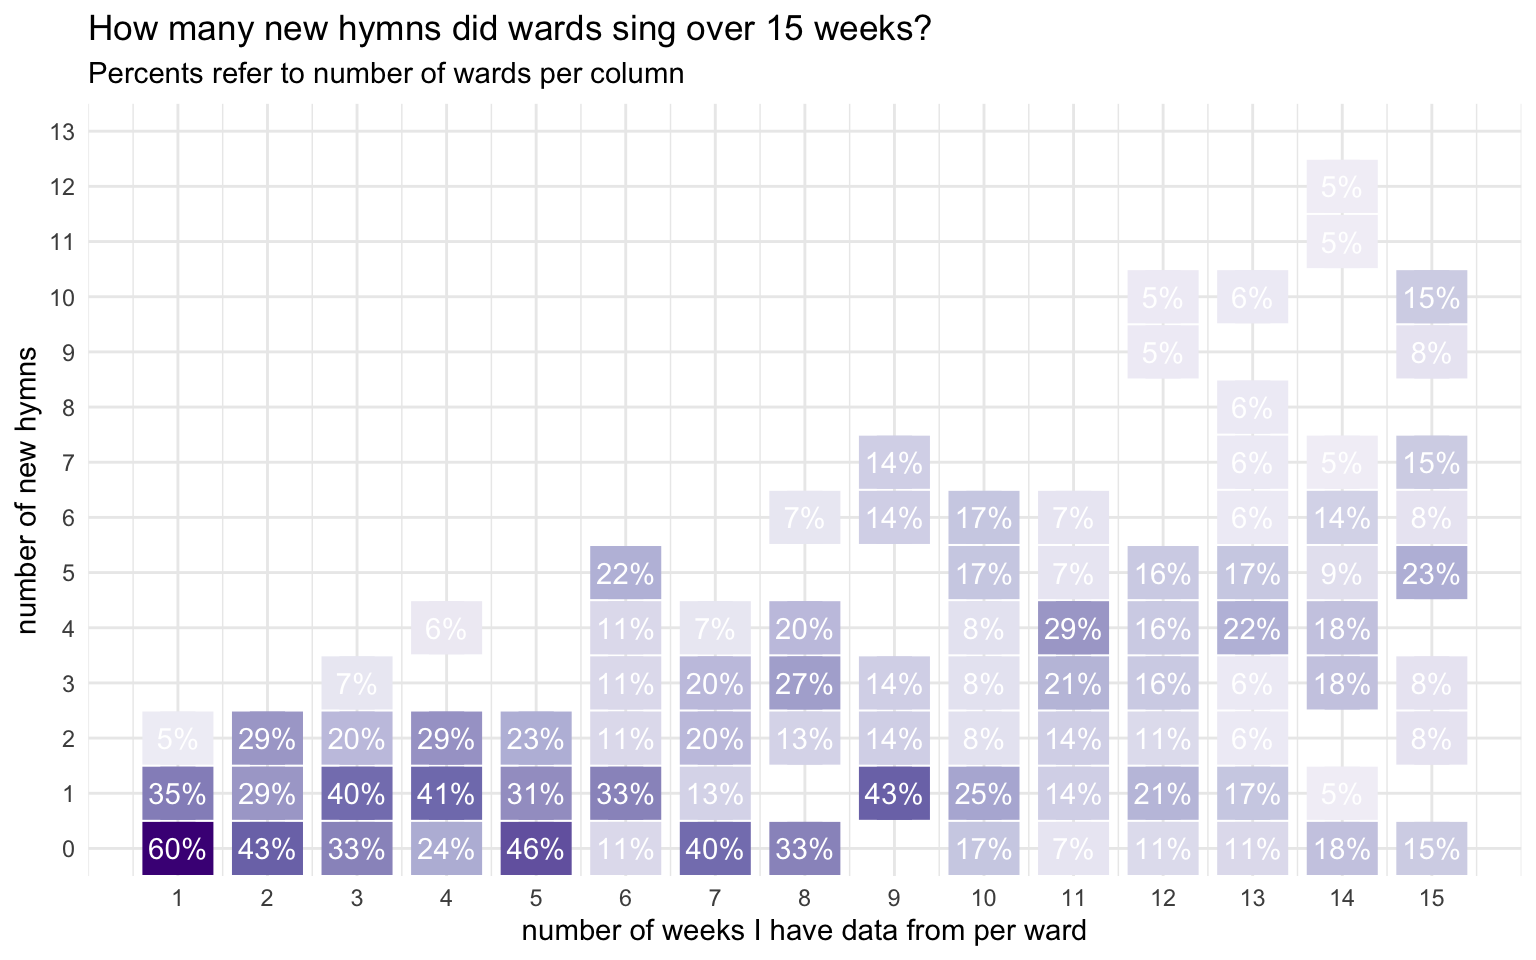 How many new hymns did wards sing over 15 weeks?
Percents refer to number of wards per column
number of new hymns
13
12 5%
11 5%
10 5% 6% 15%
9 5% 8%
8 6%
7 14% 6% 5% 15%
6 7% 14% 17% 7% 6% 14% 8%
5 22% 17% 7% 16% 17% 9% 23%
4 6% 11% 7% 20% 8% 29% 16% 22% 18%
3 7% 11% 20% 27% 14% 8% 21% 16% 6% 18% 8%
2 5% 29% 20% 29% 23% 11% 20% 13% 14% 8% 14% 11% 6% 8%
1 35% 29% 40% 41% 31% 33% 13% 43% 25% 14% 21% 17% 5%
0 60% 43% 33% 24% 46% 11% 40% 33% 17% 7% 11% 11% 18% 15%
1 2 3 4 5 6 7 8 9 10 11 12 13 14 15
number of weeks I have data from per ward